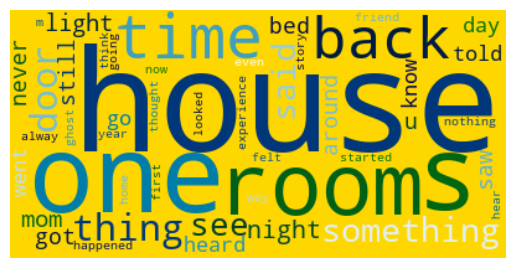 m light time bed back friend day
never door still think going even said story told
house
always ghost now go year thought looked experience around u know nothing
went one first felt rooms started saw
mom home way hear
got thing see night something
happened heard